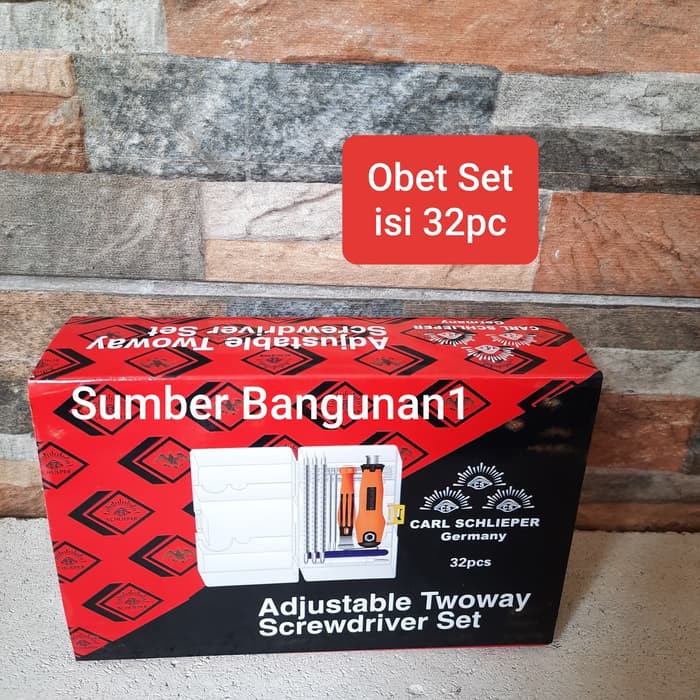 Obet Set
isi 32pc
Adjustable Twoway
Screwdriver Set
CARL SCHLIEPER
Germany
Sumber Bangunan1
CARL SCHLIEPER
Germany
32pcs
Adjustable Twoway
Screwdriver Set